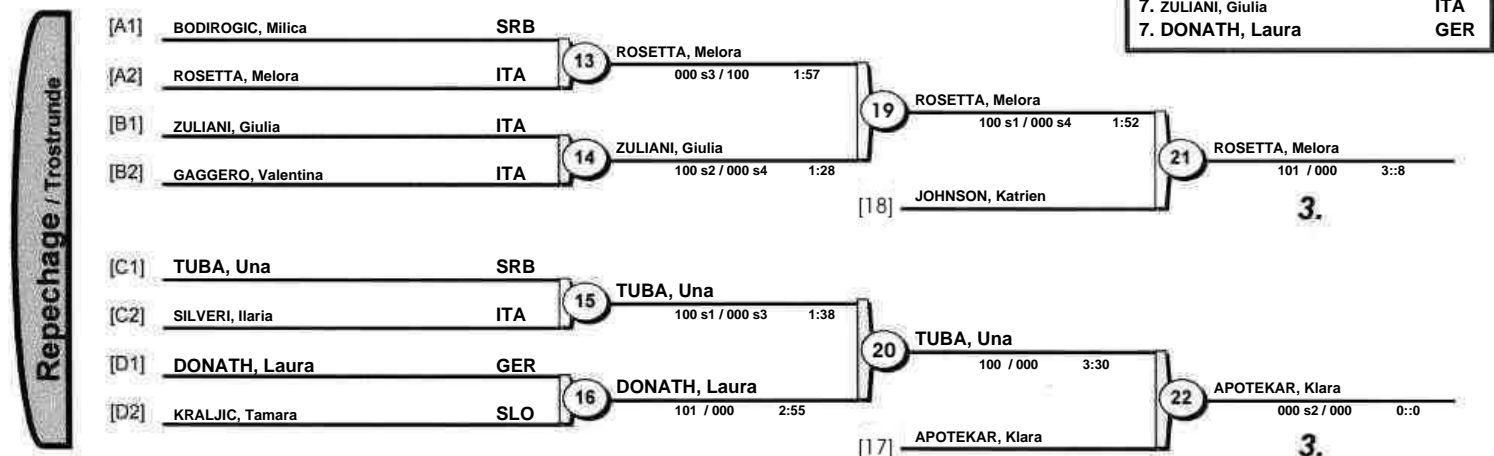 7. ZULIANI, Giulia ITA
7. DONATH, Laura GER
Repechage / Trostrunde
[A1] BODIROGIC, Milica SRB
[A2] ROSETTA, Melora ITA
13 ROSETTA, Melora
000 s3 / 100 1:57
[B1] ZULIANI, Giulia ITA
[B2] GAGGERO, Valentina ITA
14 ZULIANI, Giulia
100 s2 / 000 s4 1:28
19 ROSETTA, Melora
100 s1 / 000 s4 1:52
[18] JOHNSON, Katrien
21 ROSETTA, Melora
101 / 000 3::8
3.
[C1] TUBA, Una SRB
[C2] SILVERI, Ilaria ITA
15 TUBA, Una
100 s1 / 000 s3 1:38
[D1] DONATH, Laura GER
[D2] KRALJIC, Tamara SLO
16 DONATH, Laura
101 / 000 2:55
20 TUBA, Una
100 / 000 3:30
[17] APOTEKAR, Klara
22 APOTEKAR, Klara
000 s2 / 000 0::0
3.